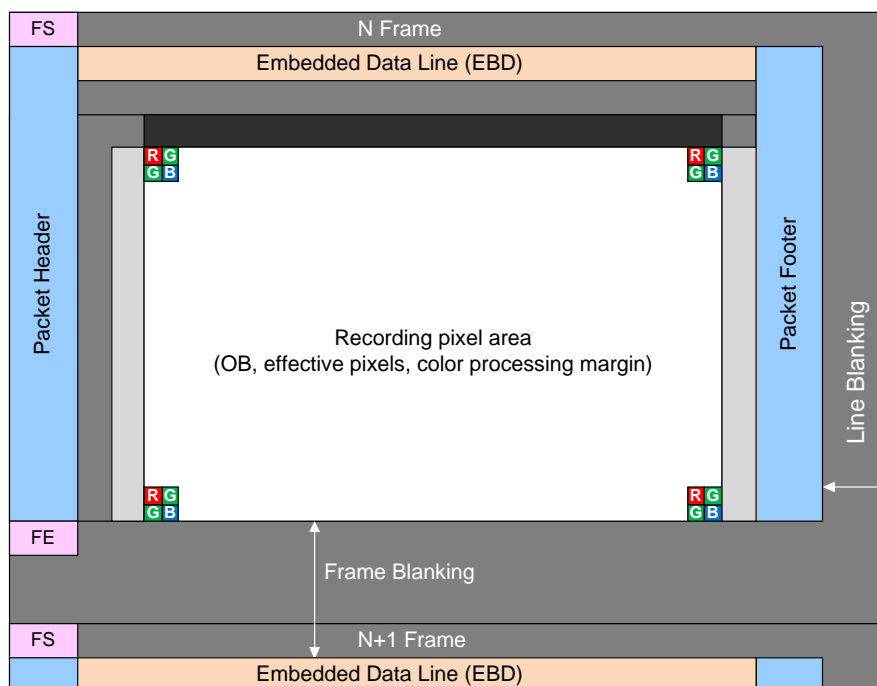 FS
N Frame
Embedded Data Line (EBD)
R G
G B
R G
G B
Packet Header
Recording pixel area
(OB, effective pixels, color processing margin)
Packet Footer
Line Blanking
R G
G B
R G
G B
FE
Frame Blanking
FS
N+1 Frame
Embedded Data Line (EBD)